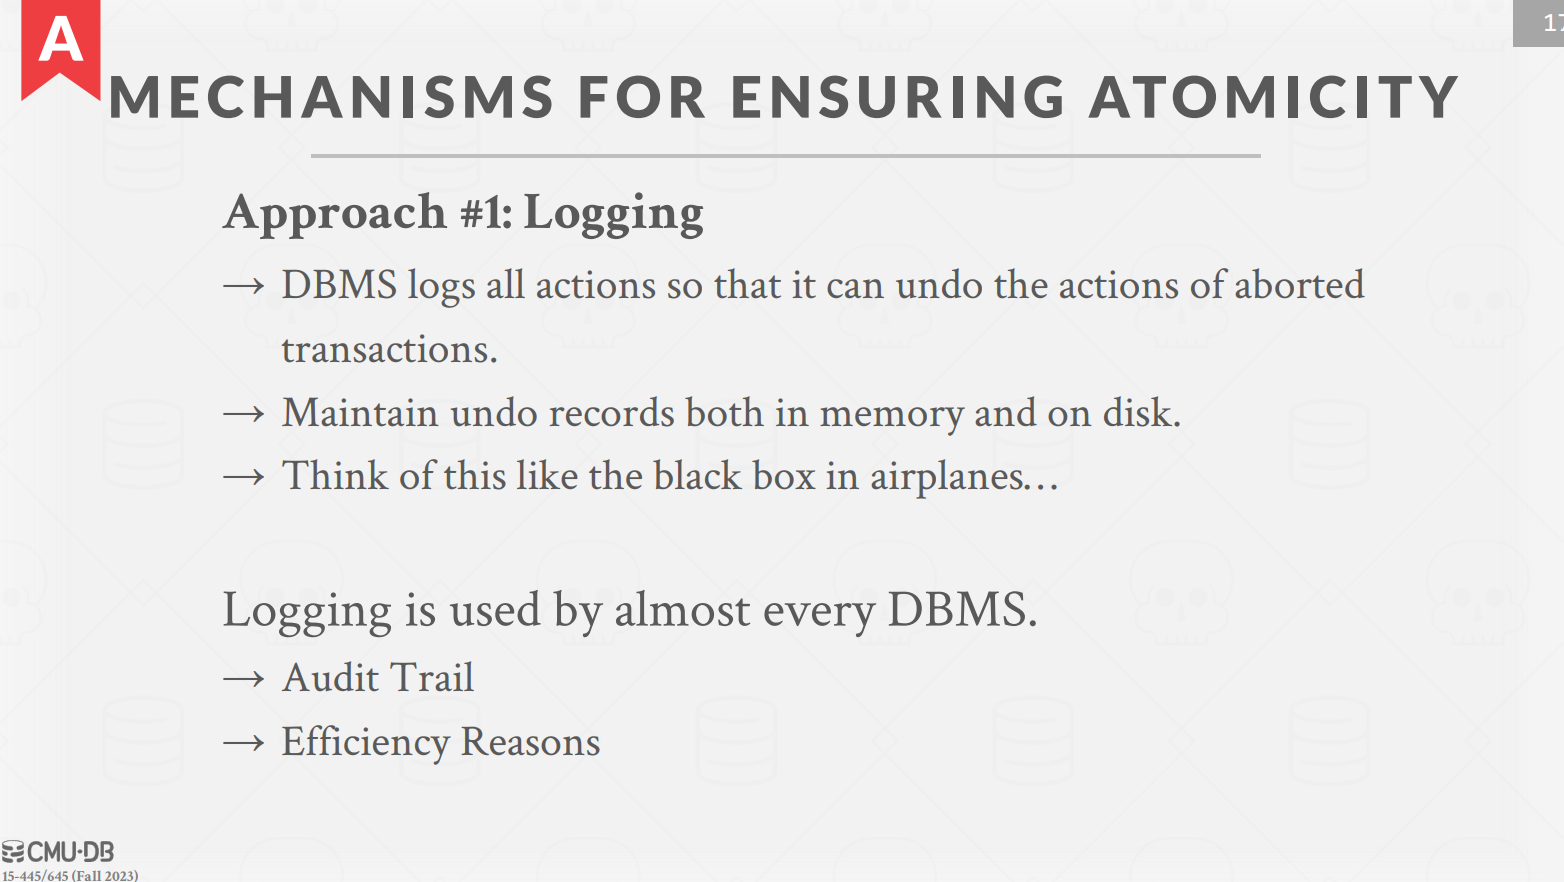 A
17
MECHANISMS FOR ENSURING ATOMICITY
Approach #1: Logging
→ DBMS logs all actions so that it can undo the actions of aborted
transactions.
→ Maintain undo records both in memory and on disk.
→ Think of this like the black box in airplanes…
Logging is used by almost every DBMS.
→ Audit Trail
→ Efficiency Reasons
CMU·DB
15-445/645 (Fall 2023)